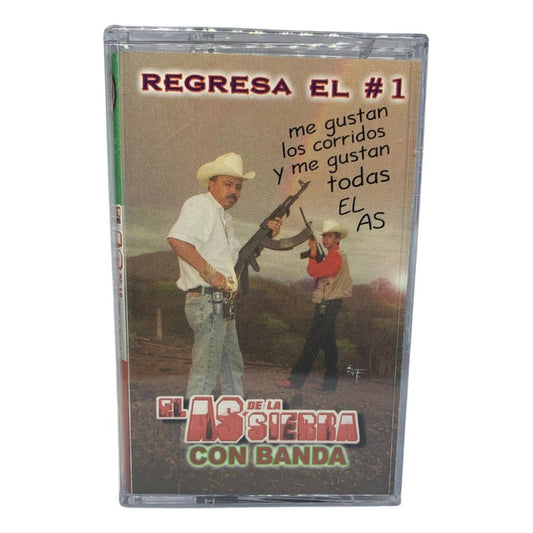 REGRESA EL #1
me gustan
los corridos
y me gustan
todas
EL
AS
EL AS DE LA SIERRA
CON BANDA